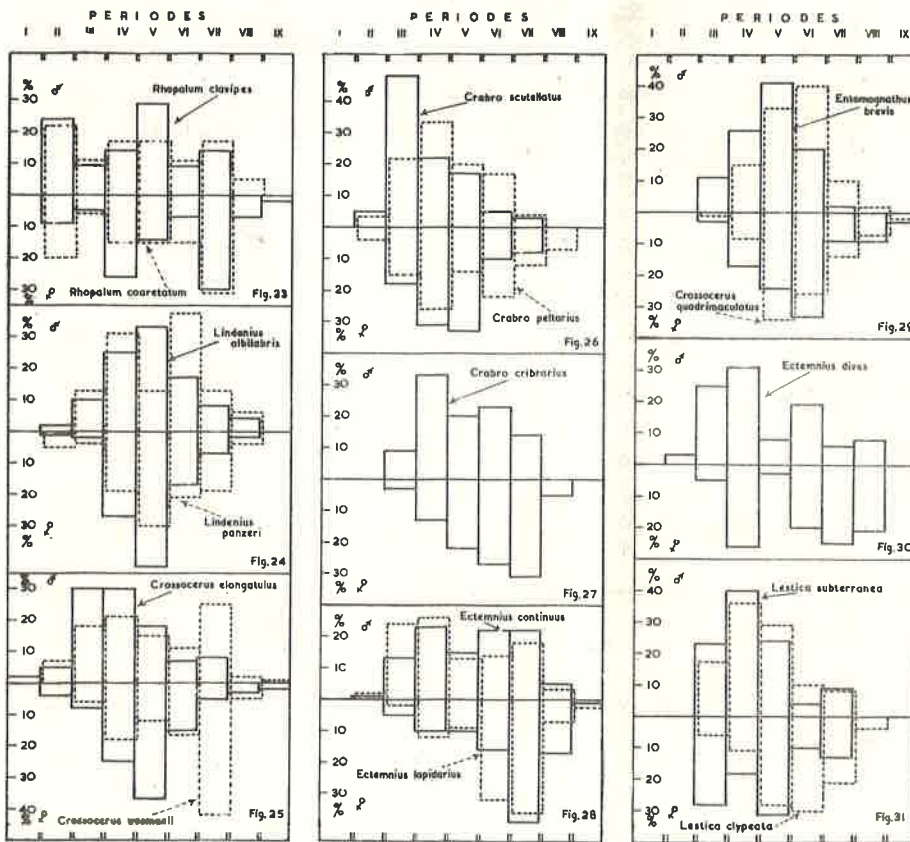 PERIODES
I II III IV V VI VII VIII IX
% ♂
30
20
10
10
20
30
% ♀
Rhopalum clavipes
Rhopalum coarctatum
Fig.23
% ♂
30
20
10
10
20
30
% ♀
Lindenius albilabris
Lindenius panzeri
Fig.24
% ♂
30
20
10
10
20
30
40
% ♀
Crossocerus elongatulus
Crossocerus wesmaeli
Fig.25
PERIODES
I II III IV V VI VII VIII IX
% ♂
40
30
20
10
10
20
30
% ♀
Crabro scutellatus
Crabro peltarius
Fig.26
% ♂
30
20
10
10
20
30
% ♀
Crabro cribrarius
Fig.27
% ♂
20
10
10
20
30
% ♀
Ectemnius continuus
Ectemnius lapidarius
Fig.28
PERIODES
I II III IV V VI VII VIII IX
% ♂
40
30
20
10
10
20
30
% ♀
Entomognathus brevis
Crossocerus quadrimaculatus
Fig.29
% ♂
30
20
10
10
20
% ♀
Ectemnius dives
Fig.30
% ♂
40
30
20
10
10
20
30
% ♀
Lestica subterranea
Lestica clypeata
Fig.31